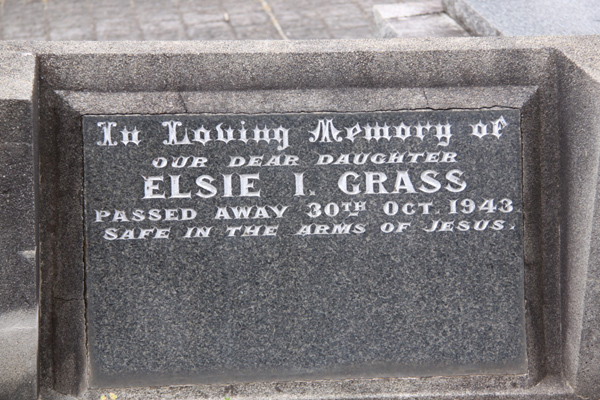 In Loving Memory of
OUR DEAR DAUGHTER
ELSIE I. GRASS
PASSED AWAY 30TH OCT. 1943
SAFE IN THE ARMS OF JESUS.